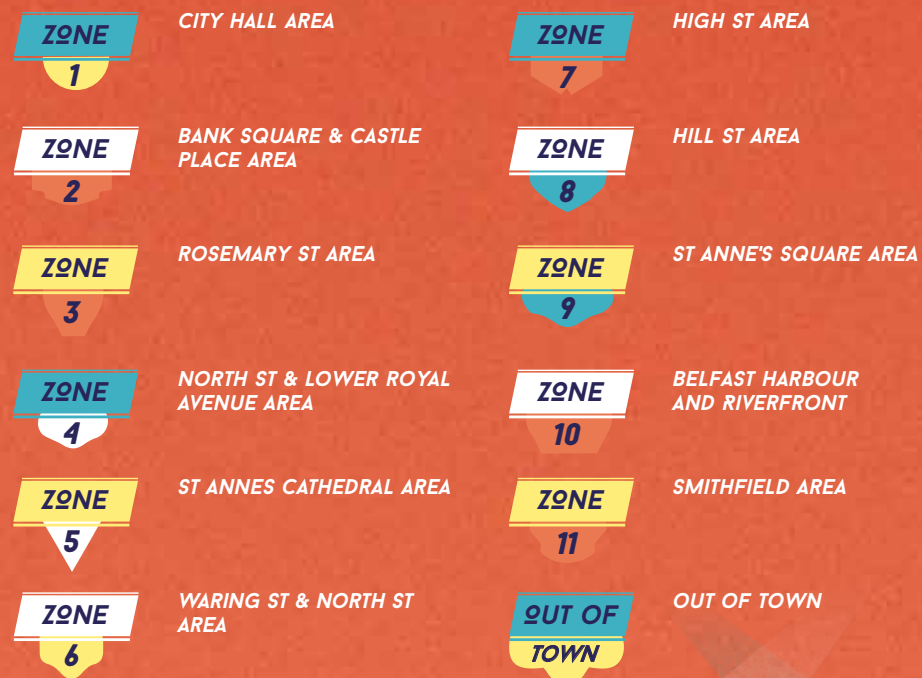 ZONE
1
CITY HALL AREA
ZONE
2
BANK SQUARE & CASTLE
PLACE AREA
ZONE
3
ROSEMARY ST AREA
ZONE
4
NORTH ST & LOWER ROYAL
AVENUE AREA
ZONE
5
ST ANNES CATHEDRAL AREA
ZONE
6
WARING ST & NORTH ST
AREA
ZONE
7
HIGH ST AREA
ZONE
8
HILL ST AREA
ZONE
9
ST ANNE'S SQUARE AREA
ZONE
10
BELFAST HARBOUR
AND RIVERFRONT
ZONE
11
SMITHFIELD AREA
OUT OF
TOWN
OUT OF TOWN